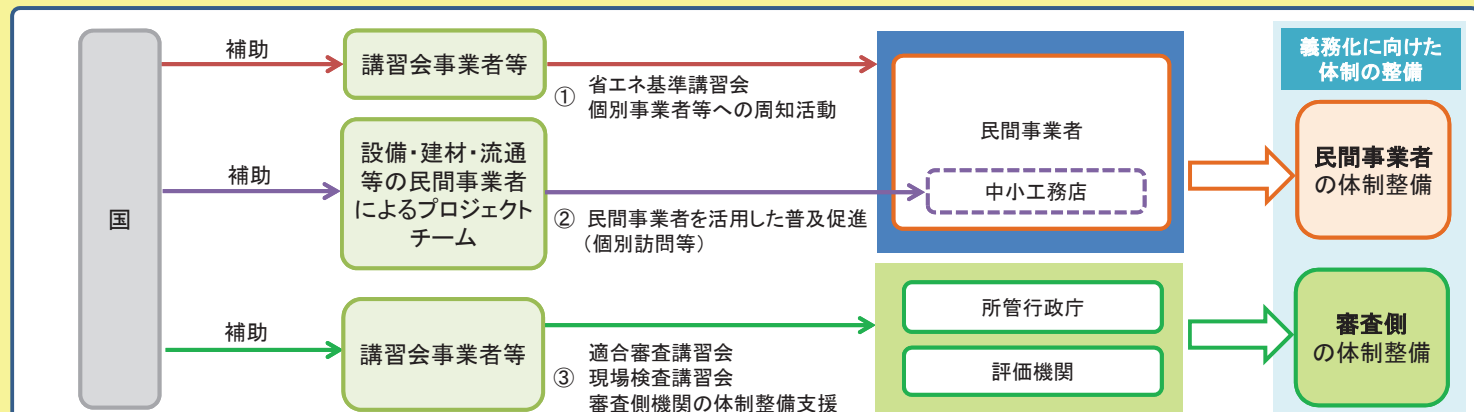 国
補助
講習会事業者等
① 省エネ基準講習会
個別事業者等への周知活動
補助
設備・建材・流通
等の民間事業者
によるプロジェクト
チーム
② 民間事業者を活用した普及促進
（個別訪問等）
民間事業者
中小工務店
補助
講習会事業者等
適合審査講習会
③ 現場検査講習会
審査側機関の体制整備支援
所管行政庁
評価機関
義務化に向けた
体制の整備
民間事業者
の体制整備
審査側
の体制整備